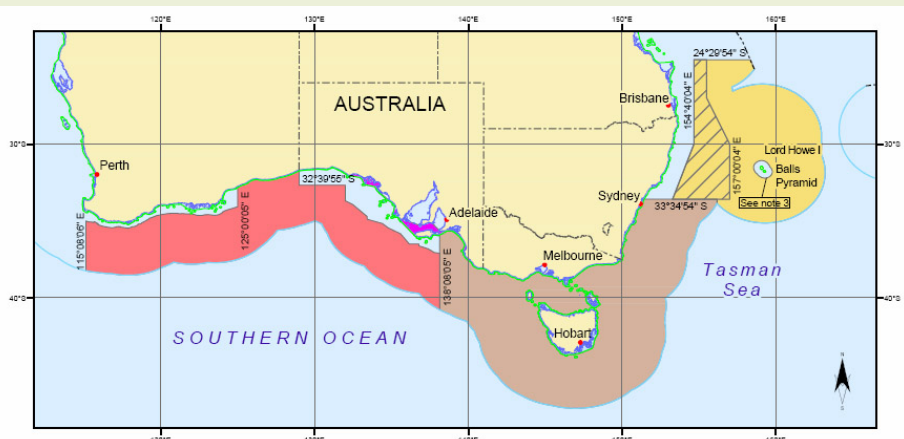 120°E
130°E
140°E
150°E
160°E
24°29'54" S
154°40'04" E
AUSTRALIA
Brisbane
30°S
30°S
Perth
Lord Howe I
Balls
Pyramid
157°00'04" E
32°39'55" S
See note 3
Sydney
33°34'54" S
Adelaide
115°08'06" E
125°00'05" E
138°08'05" E
Melbourne
Tasman
Sea
40°S
40°S
SOUTHERN OCEAN
Hobart
N
S